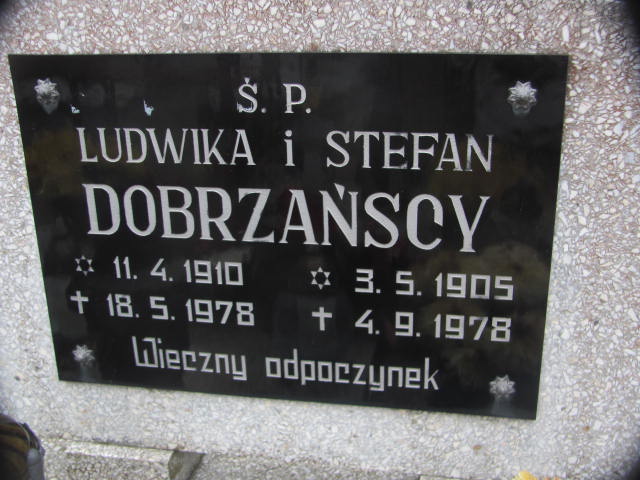 Ś. P.
LUDWIKA i STEFAN
DOBRZAŃSCY
✡ 11. 4. 1910 ✡ 3. 5. 1905
✝ 18. 5. 1978 ✝ 4. 9. 1978
Wieczny odpoczynek